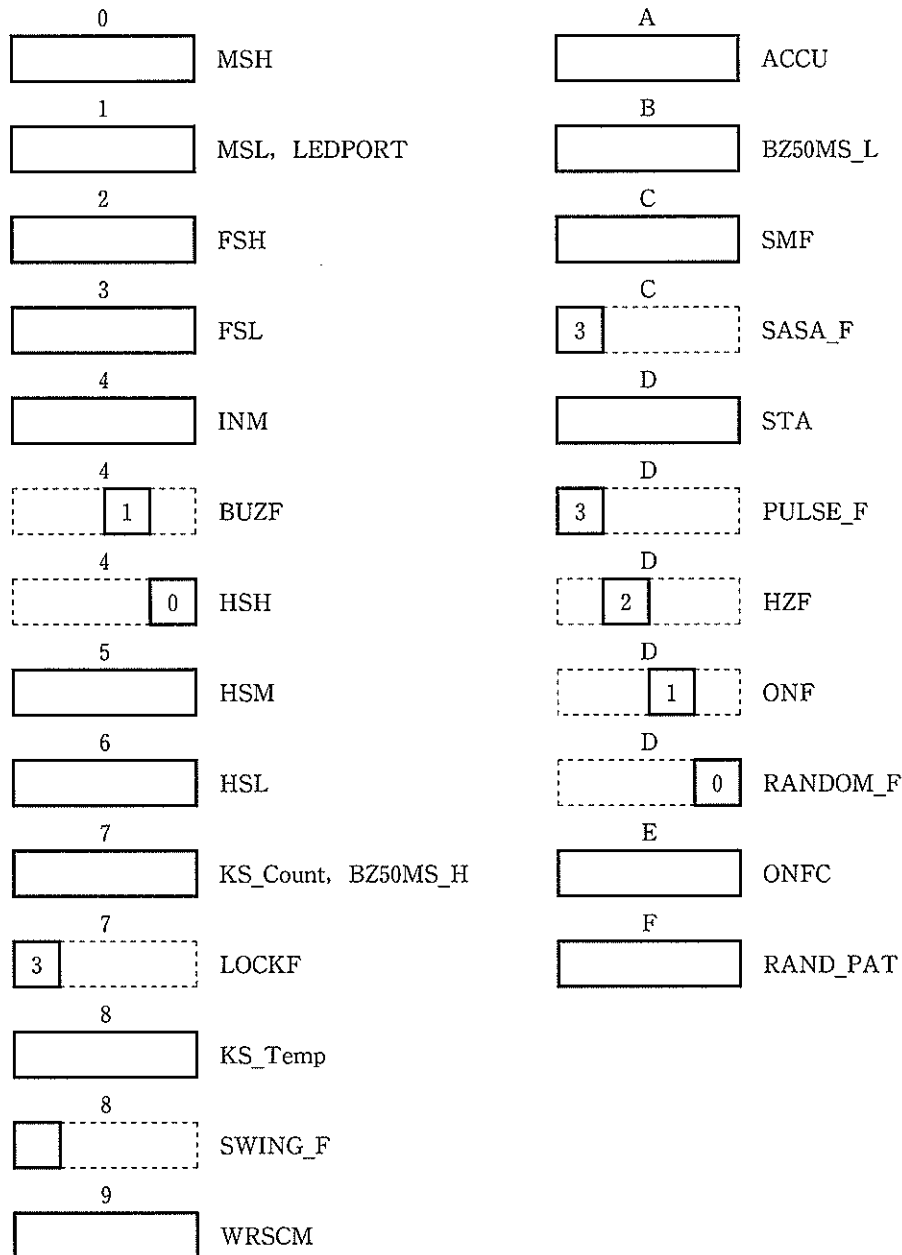 0
MSH
1
MSL, LEDPORT
2
FSH
3
FSL
4
INM
4
1 BUZF
4
0 HSH
5
HSM
6
HSL
7
KS_Count, BZ50MS_H
7
3 LOCKF
8
KS_Temp
8
SWING_F
9
WRSCM
A
ACCU
B
BZ50MS_L
C
SMF
C
3 SASA_F
D
STA
D
3 PULSE_F
D
2 HZF
D
1 ONF
D
0 RANDOM_F
E
ONFC
F
RAND_PAT